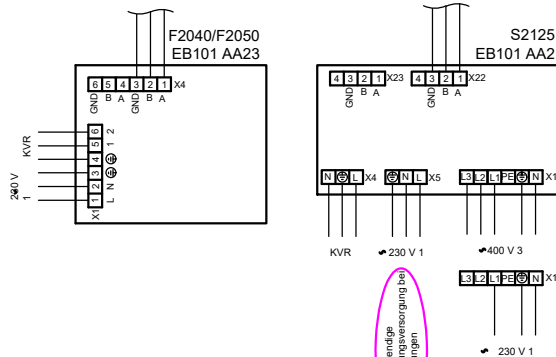 F2040/F2050
EB101 AA23
6 5 4 3 2 1 X4
GND B A GND B A
KVR
230 V
1
6 2
5 1
4
3
2 N
1 L
X1
S2125
EB101 AA2
4 3 2 1 X23
GND B A
4 3 2 1 X22
GND B A
N L X4
N L X5
L3 L2 L1 PE N X1
KVR
~ 230 V 1
~ 400 V 3
L3 L2 L1 PE N X1
~ 230 V 1